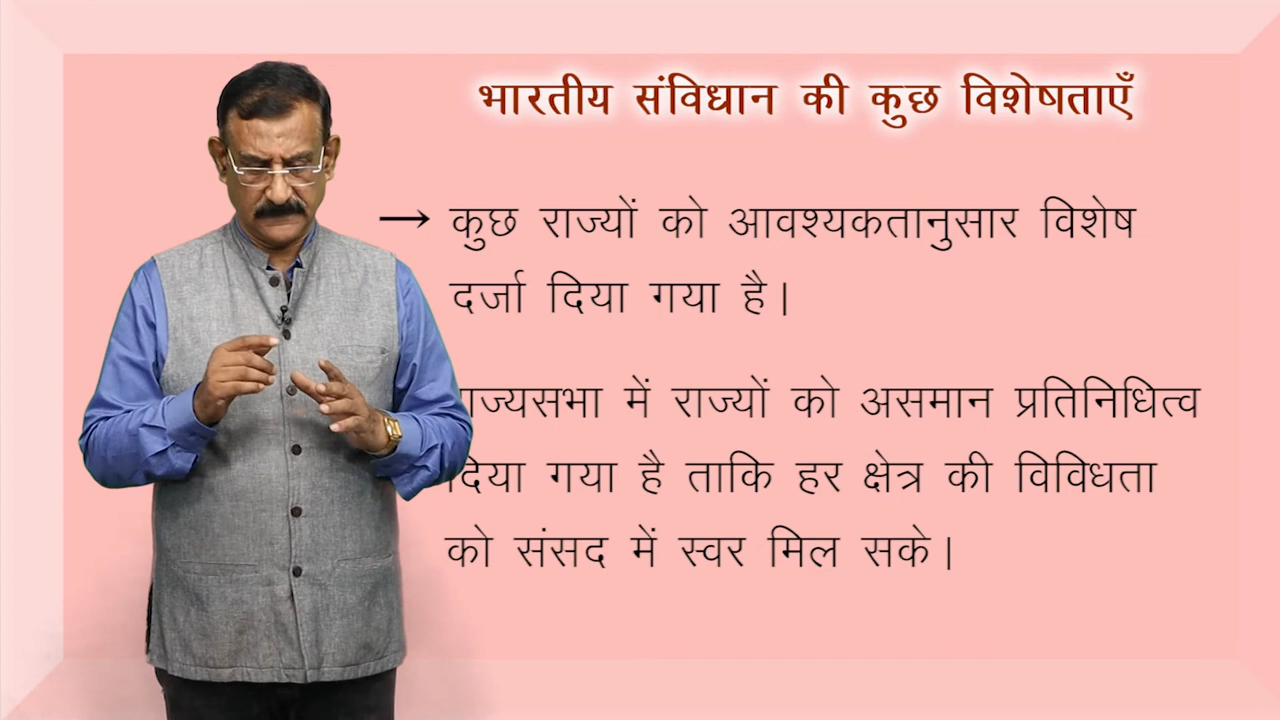 भारतीय संविधान की कुछ विशेषताएँ
→ कुछ राज्यों को आवश्यकतानुसार विशेष
दर्जा दिया गया है।
राज्यसभा में राज्यों को असमान प्रतिनिधित्व
दिया गया है ताकि हर क्षेत्र की विविधता
को संसद में स्वर मिल सके।